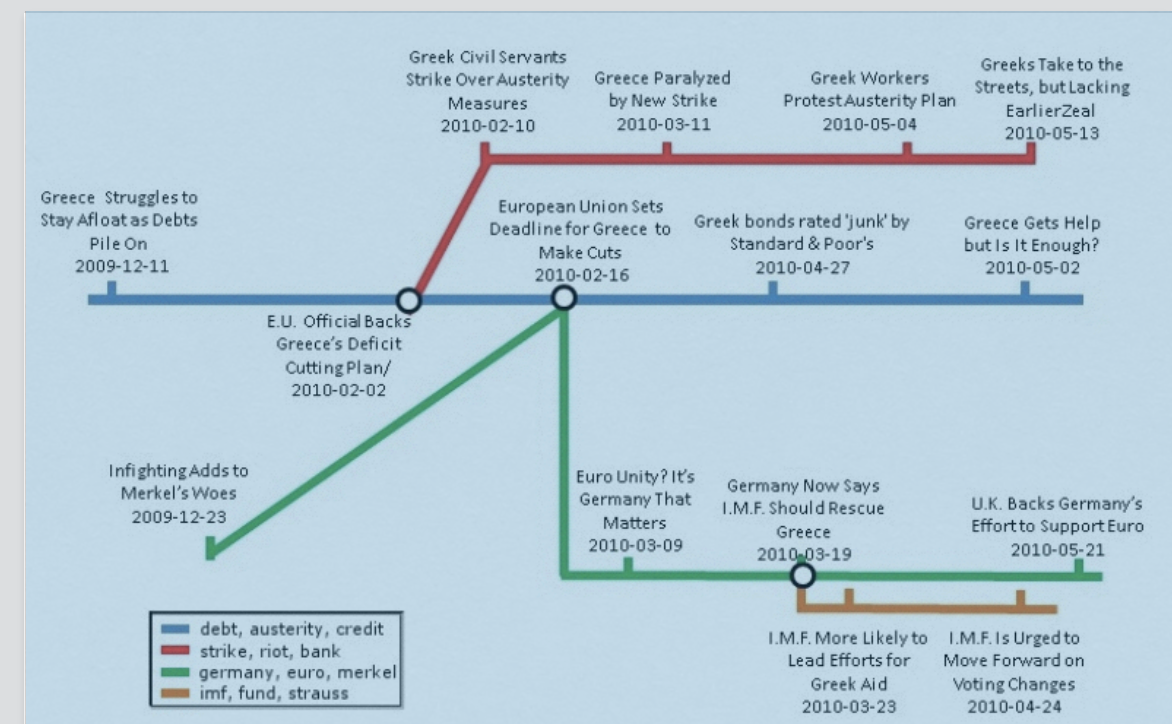 Greek Civil Servants
Strike Over Austerity
Measures
2010-02-10
Greece Paralyzed
by New Strike
2010-03-11
Greek Workers
Protest Austerity Plan
2010-05-04
Greeks Take to the
Streets, but Lacking
EarlierZeal
2010-05-13
Greece Struggles to
Stay Afloat as Debts
Pile On
2009-12-11
European Union Sets
Deadline for Greece to
Make Cuts
2010-02-16
Greek bonds rated 'junk' by
Standard & Poor's
2010-04-27
Greece Gets Help
but Is It Enough?
2010-05-02
E.U. Official Backs
Greece's Deficit
Cutting Plan/
2010-02-02
Infighting Adds to
Merkel's Woes
2009-12-23
Euro Unity? It's
Germany That
Matters
2010-03-09
Germany Now Says
I.M.F. Should Rescue
Greece
2010-03-19
U.K. Backs Germany's
Effort to Support Euro
2010-05-21
I.M.F. More Likely to
Lead Efforts for
Greek Aid
2010-03-23
I.M.F. Is Urged to
Move Forward on
Voting Changes
2010-04-24
debt, austerity, credit
strike, riot, bank
germany, euro, merkel
imf, fund, strauss